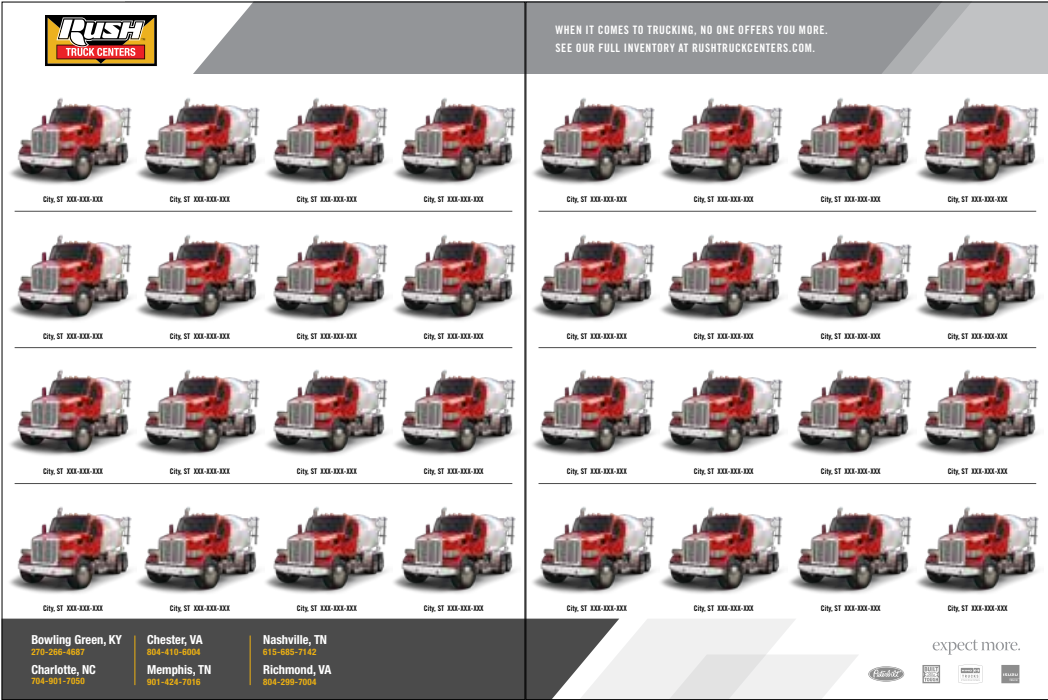 RUSH
TRUCK CENTERS
WHEN IT COMES TO TRUCKING, NO ONE OFFERS YOU MORE.
SEE OUR FULL INVENTORY AT RUSHTRUCKCENTERS.COM.
City, ST XXX-XXX-XXX City, ST XXX-XXX-XXX City, ST XXX-XXX-XXX City, ST XXX-XXX-XXX City, ST XXX-XXX-XXX City, ST XXX-XXX-XXX City, ST XXX-XXX-XXX City, ST XXX-XXX-XXX
City, ST XXX-XXX-XXX City, ST XXX-XXX-XXX City, ST XXX-XXX-XXX City, ST XXX-XXX-XXX City, ST XXX-XXX-XXX City, ST XXX-XXX-XXX City, ST XXX-XXX-XXX City, ST XXX-XXX-XXX
City, ST XXX-XXX-XXX City, ST XXX-XXX-XXX City, ST XXX-XXX-XXX City, ST XXX-XXX-XXX City, ST XXX-XXX-XXX City, ST XXX-XXX-XXX City, ST XXX-XXX-XXX City, ST XXX-XXX-XXX
City, ST XXX-XXX-XXX City, ST XXX-XXX-XXX City, ST XXX-XXX-XXX City, ST XXX-XXX-XXX City, ST XXX-XXX-XXX City, ST XXX-XXX-XXX City, ST XXX-XXX-XXX City, ST XXX-XXX-XXX
Bowling Green, KY
270-266-4687
Charlotte, NC
704-901-7050
Chester, VA
804-410-6004
Memphis, TN
901-424-7016
Nashville, TN
615-685-7142
Richmond, VA
804-299-7004
expect more.
Peterbilt
BUILT
TOUGH
TRUCKS
ISUZU